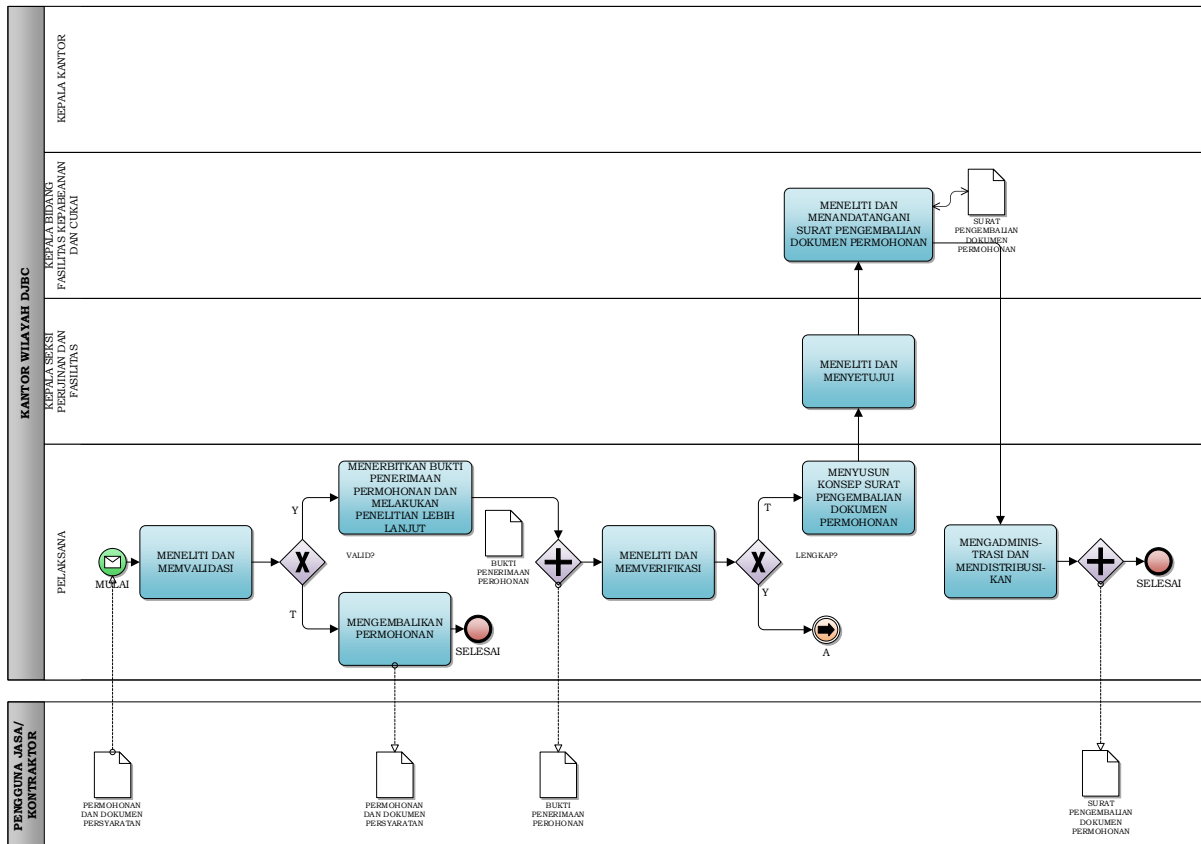 KANTOR WILAYAH DJBC
KEPALA KANTOR
KEPALA BIDANG
FASILITAS KEPABEANAN
DAN CUKAI
MENELITI DAN
MENANDATANGANI
SURAT PENGEMBALIAN
DOKUMEN PERMOHONAN
SURAT
PENGEMBALIAN
DOKUMEN
PERMOHONAN
KEPALA SEKSI
PERIJINAN DAN
FASILITAS
MENELITI DAN
MENYETUJUI
PELAKSANA
MULAI
MENELITI DAN
MEMVALIDASI
VALID?
Y
T
MENERBITKAN BUKTI
PENERIMAAN
PERMOHONAN DAN
MELAKUKAN
PENELITIAN LEBIH
LANJUT
BUKTI
PENERIMAAN
PEROHONAN
MENGEMBALIKAN
PERMOHONAN
SELESAI
MENELITI DAN
MEMVERIFIKASI
LENGKAP?
T
Y
A
MENYUSUN
KONSEP SURAT
PENGEMBALIAN
DOKUMEN
PERMOHONAN
MENGADMINIS-
TRASI DAN
MENDISTRIBUSI-
KAN
SELESAI
PENGGUNA JASA/
KONTRAKTOR
PERMOHONAN
DAN DOKUMEN
PERSYARATAN
PERMOHONAN
DAN DOKUMEN
PERSYARATAN
BUKTI
PENERIMAAN
PEROHONAN
SURAT
PENGEMBALIAN
DOKUMEN
PERMOHONAN